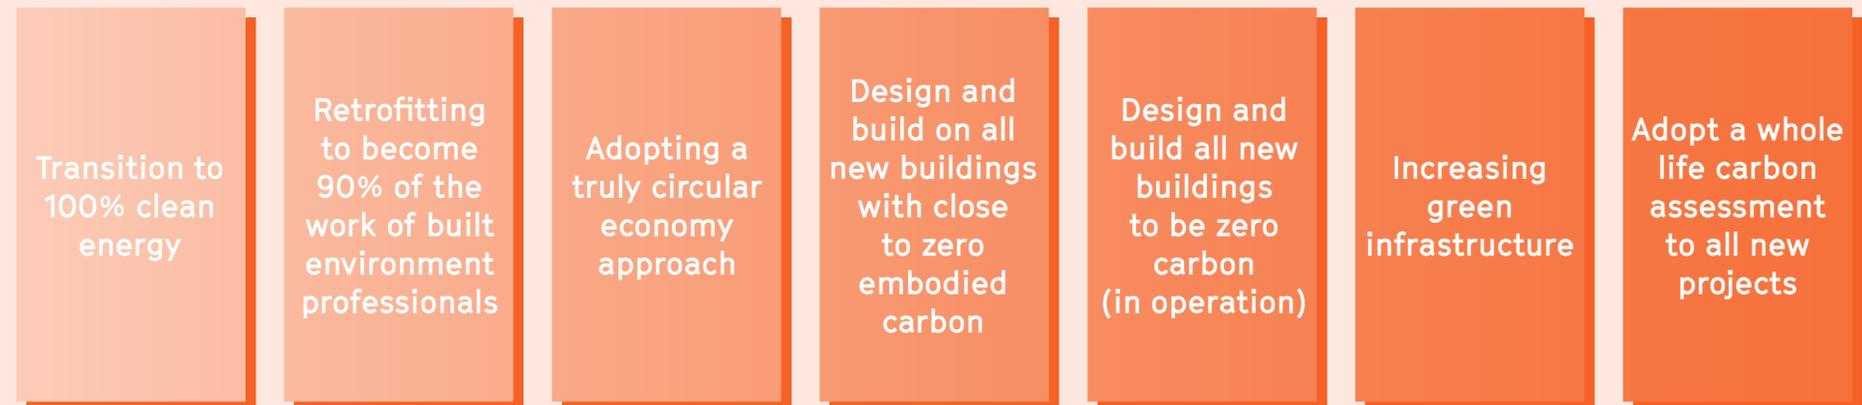 Transition to
100% clean
energy
Retrofitting
to become
90% of the
work of built
environment
professionals
Adopting a
truly circular
economy
approach
Design and
build on all
new buildings
with close
to zero
embodied
carbon
Design and
build all new
buildings
to be zero
carbon
(in operation)
Increasing
green
infrastructure
Adopt a whole
life carbon
assessment
to all new
projects